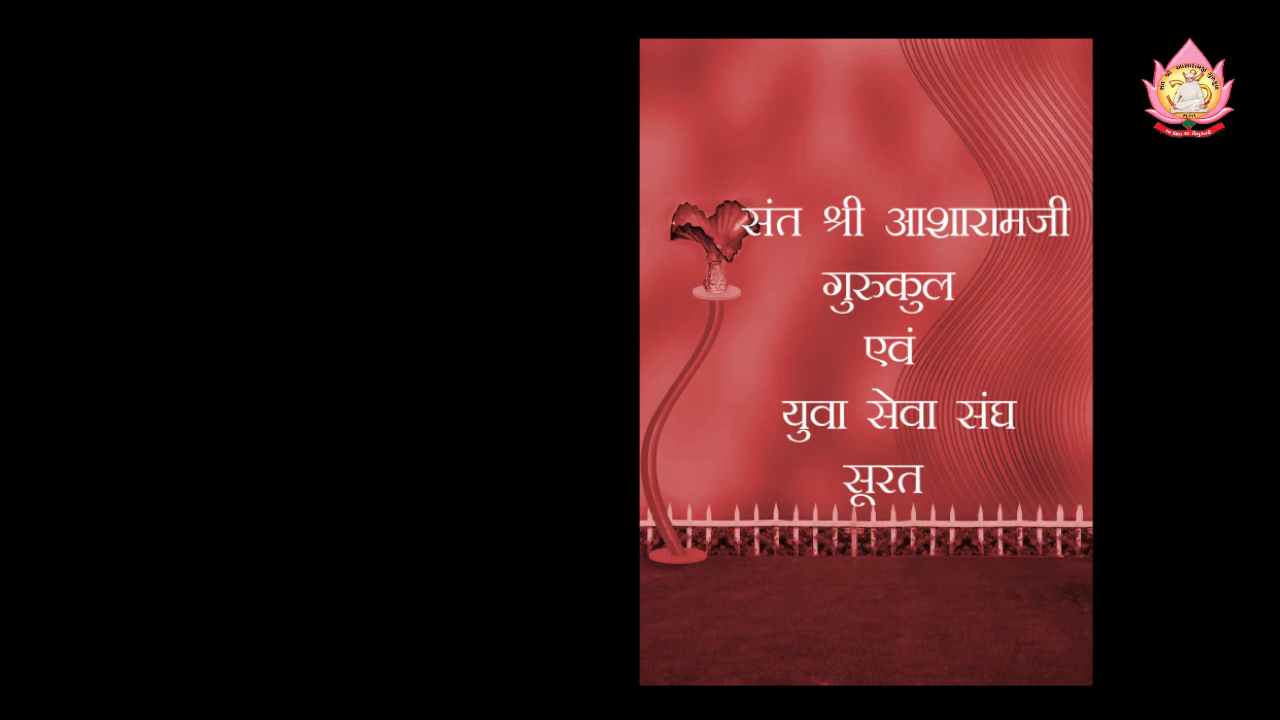 संत श्री आशारामजी
गुरुकुल
एवं
युवा सेवा संघ
सूरत